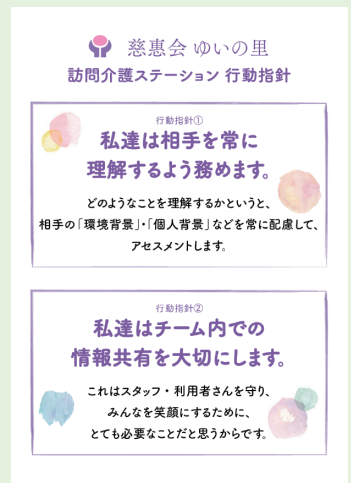 慈惠会 ゆいの里
訪問介護ステーション 行動指針
行動指針①
私達は相手を常に
理解するよう務めます。
どのようなことを理解するかというと、
相手の「環境背景」・「個人背景」などを常に配慮して、
アセスメントします。
行動指針②
私達はチーム内での
情報共有を大切にします。
これはスタッフ・利用者さんを守り、
みんなを笑顔にするために、
とても必要なことだと思うからです。